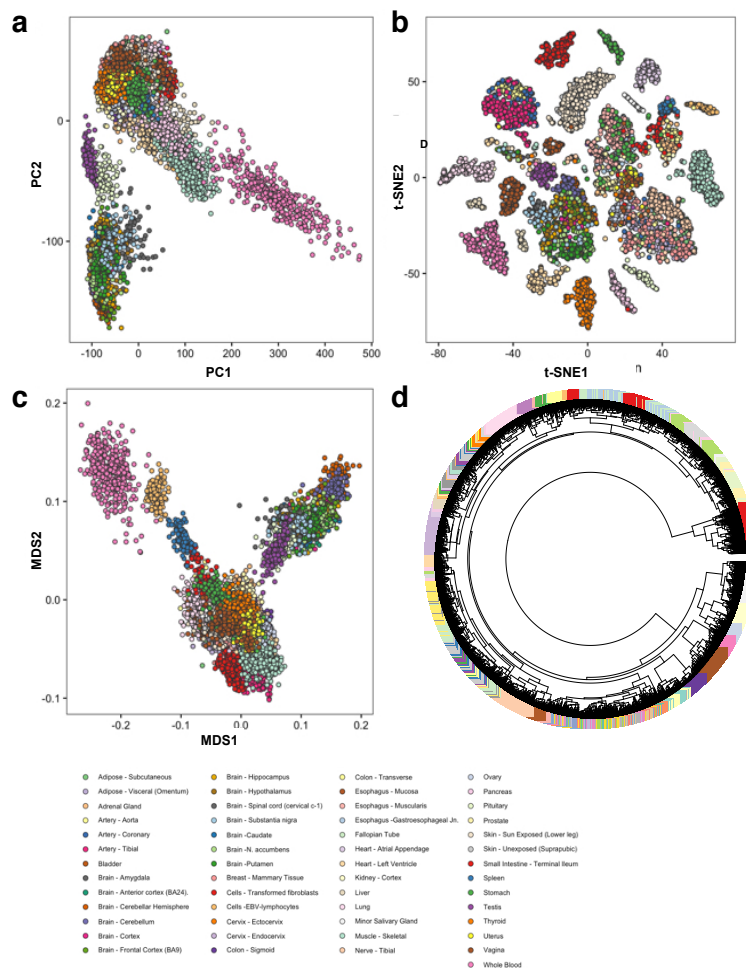 a
b
0
-100
PC2
-100
0
100
200
300
400
500
PC1
50
0
-50
D
t-SNE2
-80
-40
0
40
t-SNE1
n
c
d
0.2
0.1
0.0
-0.1
MDS2
-0.2
-0.1
0.0
0.1
0.2
MDS1
Adipose - Subcutaneous
Adipose - Visceral (Omentum)
Adrenal Gland
Artery - Aorta
Artery - Coronary
Artery - Tibial
Bladder
Brain - Amygdala
Brain - Anterior cortex (BA24).
Brain - Cerebellar Hemisphere
Brain - Cerebellum
Brain - Cortex
Brain - Frontal Cortex (BA9)
Brain - Hippocampus
Brain - Hypothalamus
Brain - Spinal cord (cervical c-1)
Brain - Substantia nigra
Brain -Caudate
Brain -N. accumbens
Brain -Putamen
Breast - Mammary Tissue
Cells - Transformed fibroblasts
Cells -EBV-lymphocytes
Cervix - Ectocervix
Cervix - Endocervix
Colon - Sigmoid
Colon - Transverse
Esophagus - Mucosa
Esophagus - Muscularis
Esophagus -Gastroesophageal Jn.
Fallopian Tube
Heart - Atrial Appendage
Heart - Left Ventricle
Kidney - Cortex
Liver
Lung
Minor Salivary Gland
Muscle - Skeletal
Nerve - Tibial
Ovary
Pancreas
Pituitary
Prostate
Skin - Sun Exposed (Lower leg)
Skin - Unexposed (Suprapubic)
Small Intestine - Terminal Ileum
Spleen
Stomach
Testis
Thyroid
Uterus
Vagina
Whole Blood